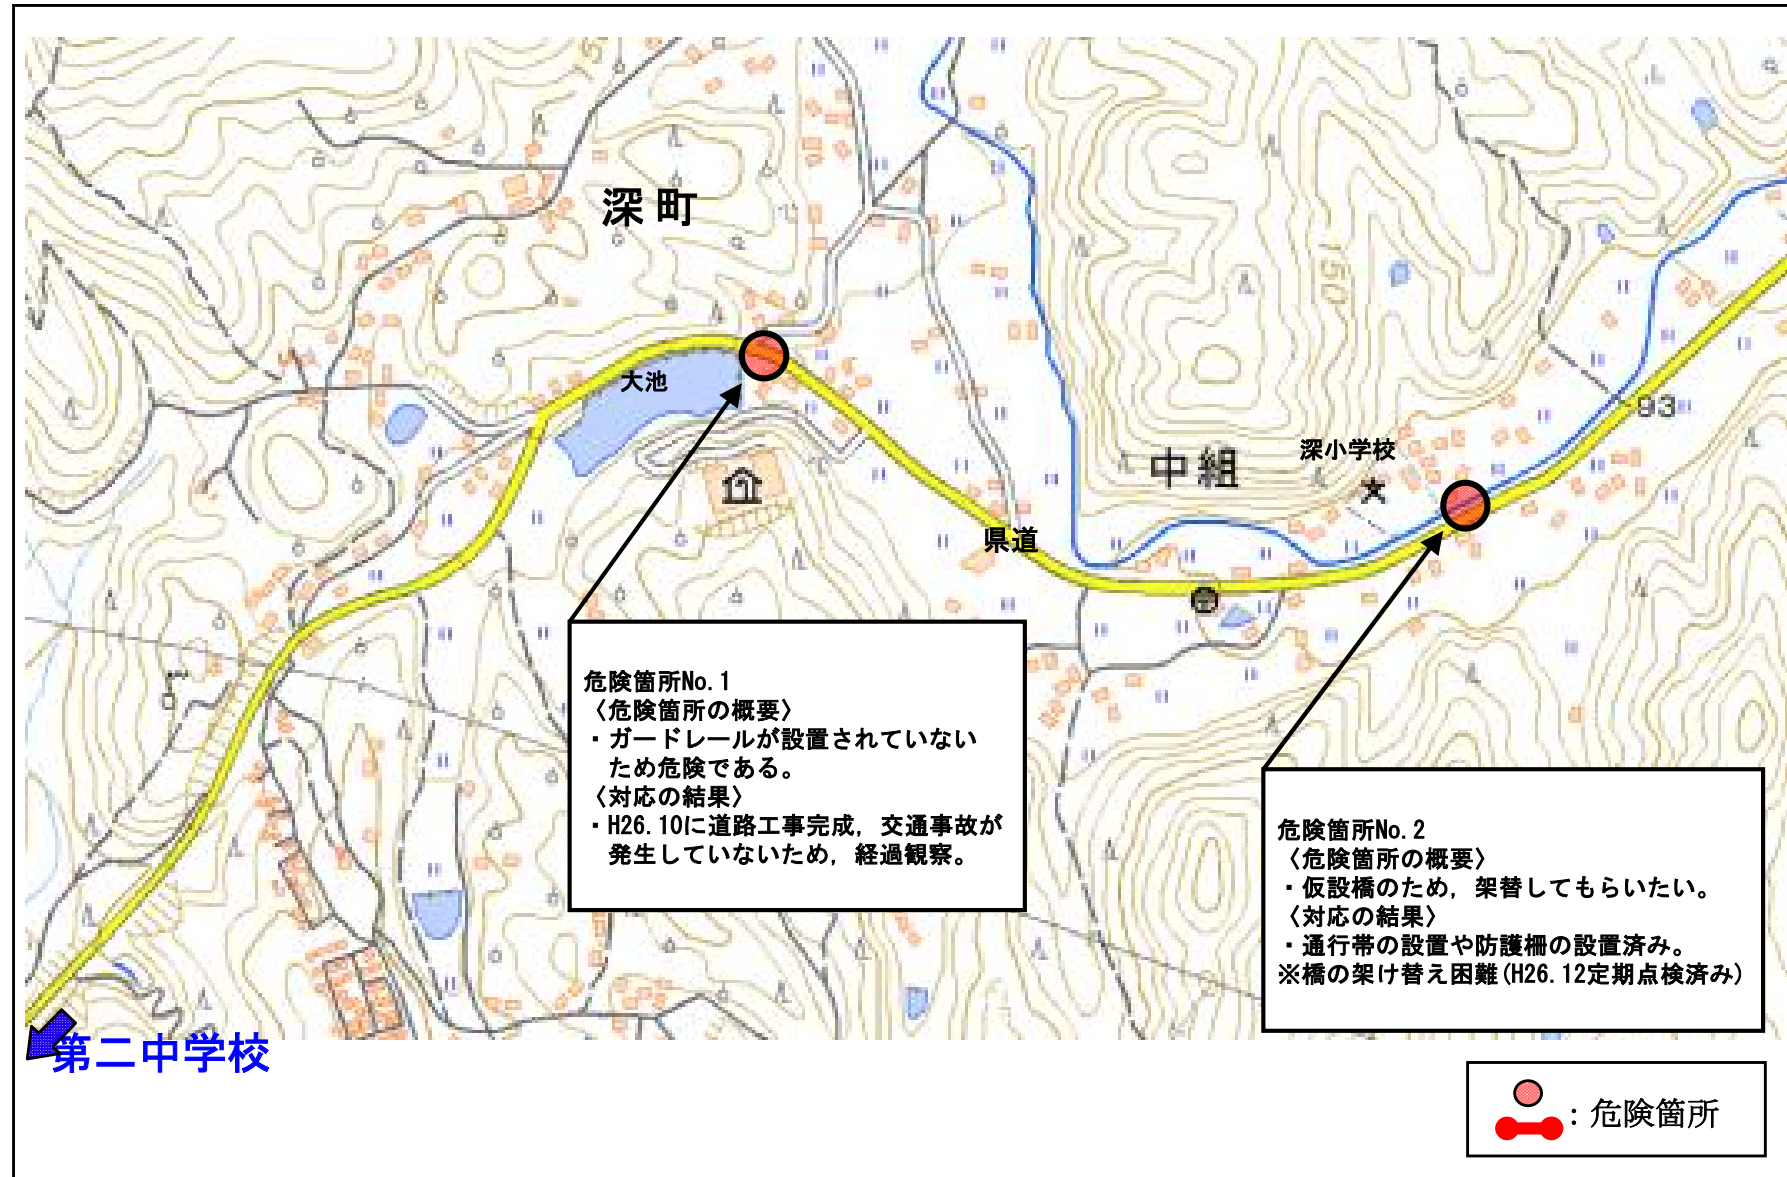 深町
大池
150
93
深小学校
中組
県道
危険箇所No.1
〈危険箇所の概要〉
・ガードレールが設置されていない
ため危険である。
〈対応の結果〉
・H26.10に道路工事完成，交通事故が
発生していないため，経過観察。
危険箇所No.2
〈危険箇所の概要〉
・仮設橋のため，架替してもらいたい。
〈対応の結果〉
・通行帯の設置や防護柵の設置済み。
※橋の架け替え困難(H26.12定期点検済み)
第二中学校
：危険箇所